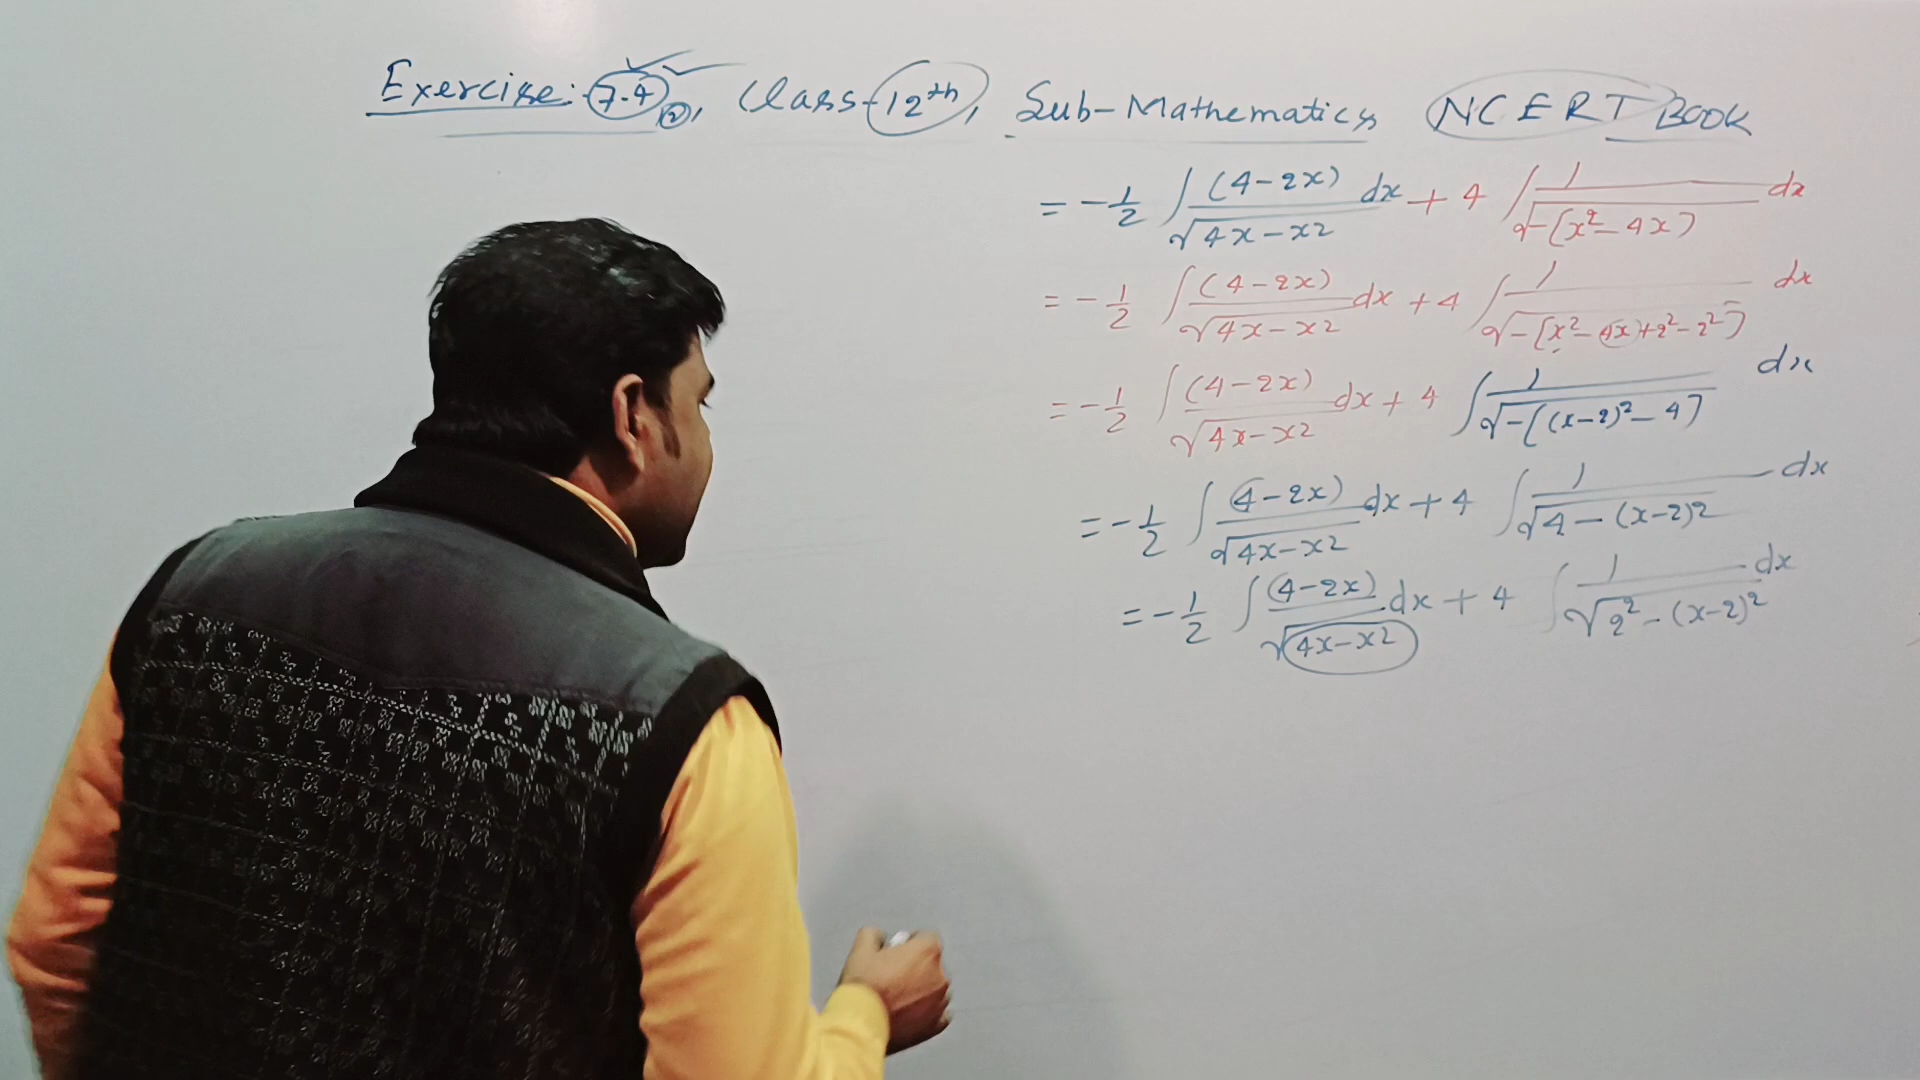 Exercise:-7.4 (2), Class-12th, Sub-Mathematics NCERT BOOK
= -1/2 ∫ (4-2x)/√(4x-x2) dx + 4 ∫ 1/√(-[x²-4x]) dx
= -1/2 ∫ (4-2x)/√(4x-x2) dx + 4 ∫ 1/√(-[x²-4x+2²-2²]) dx
= -1/2 ∫ (4-2x)/√(4x-x2) dx + 4 ∫ 1/√(-[(x-2)²-4]) dx
= -1/2 ∫ (4-2x)/√(4x-x2) dx + 4 ∫ 1/√(4-(x-2)2) dx
= -1/2 ∫ (4-2x)/√(4x-x2) dx + 4 ∫ 1/√(2²-(x-2)²) dx